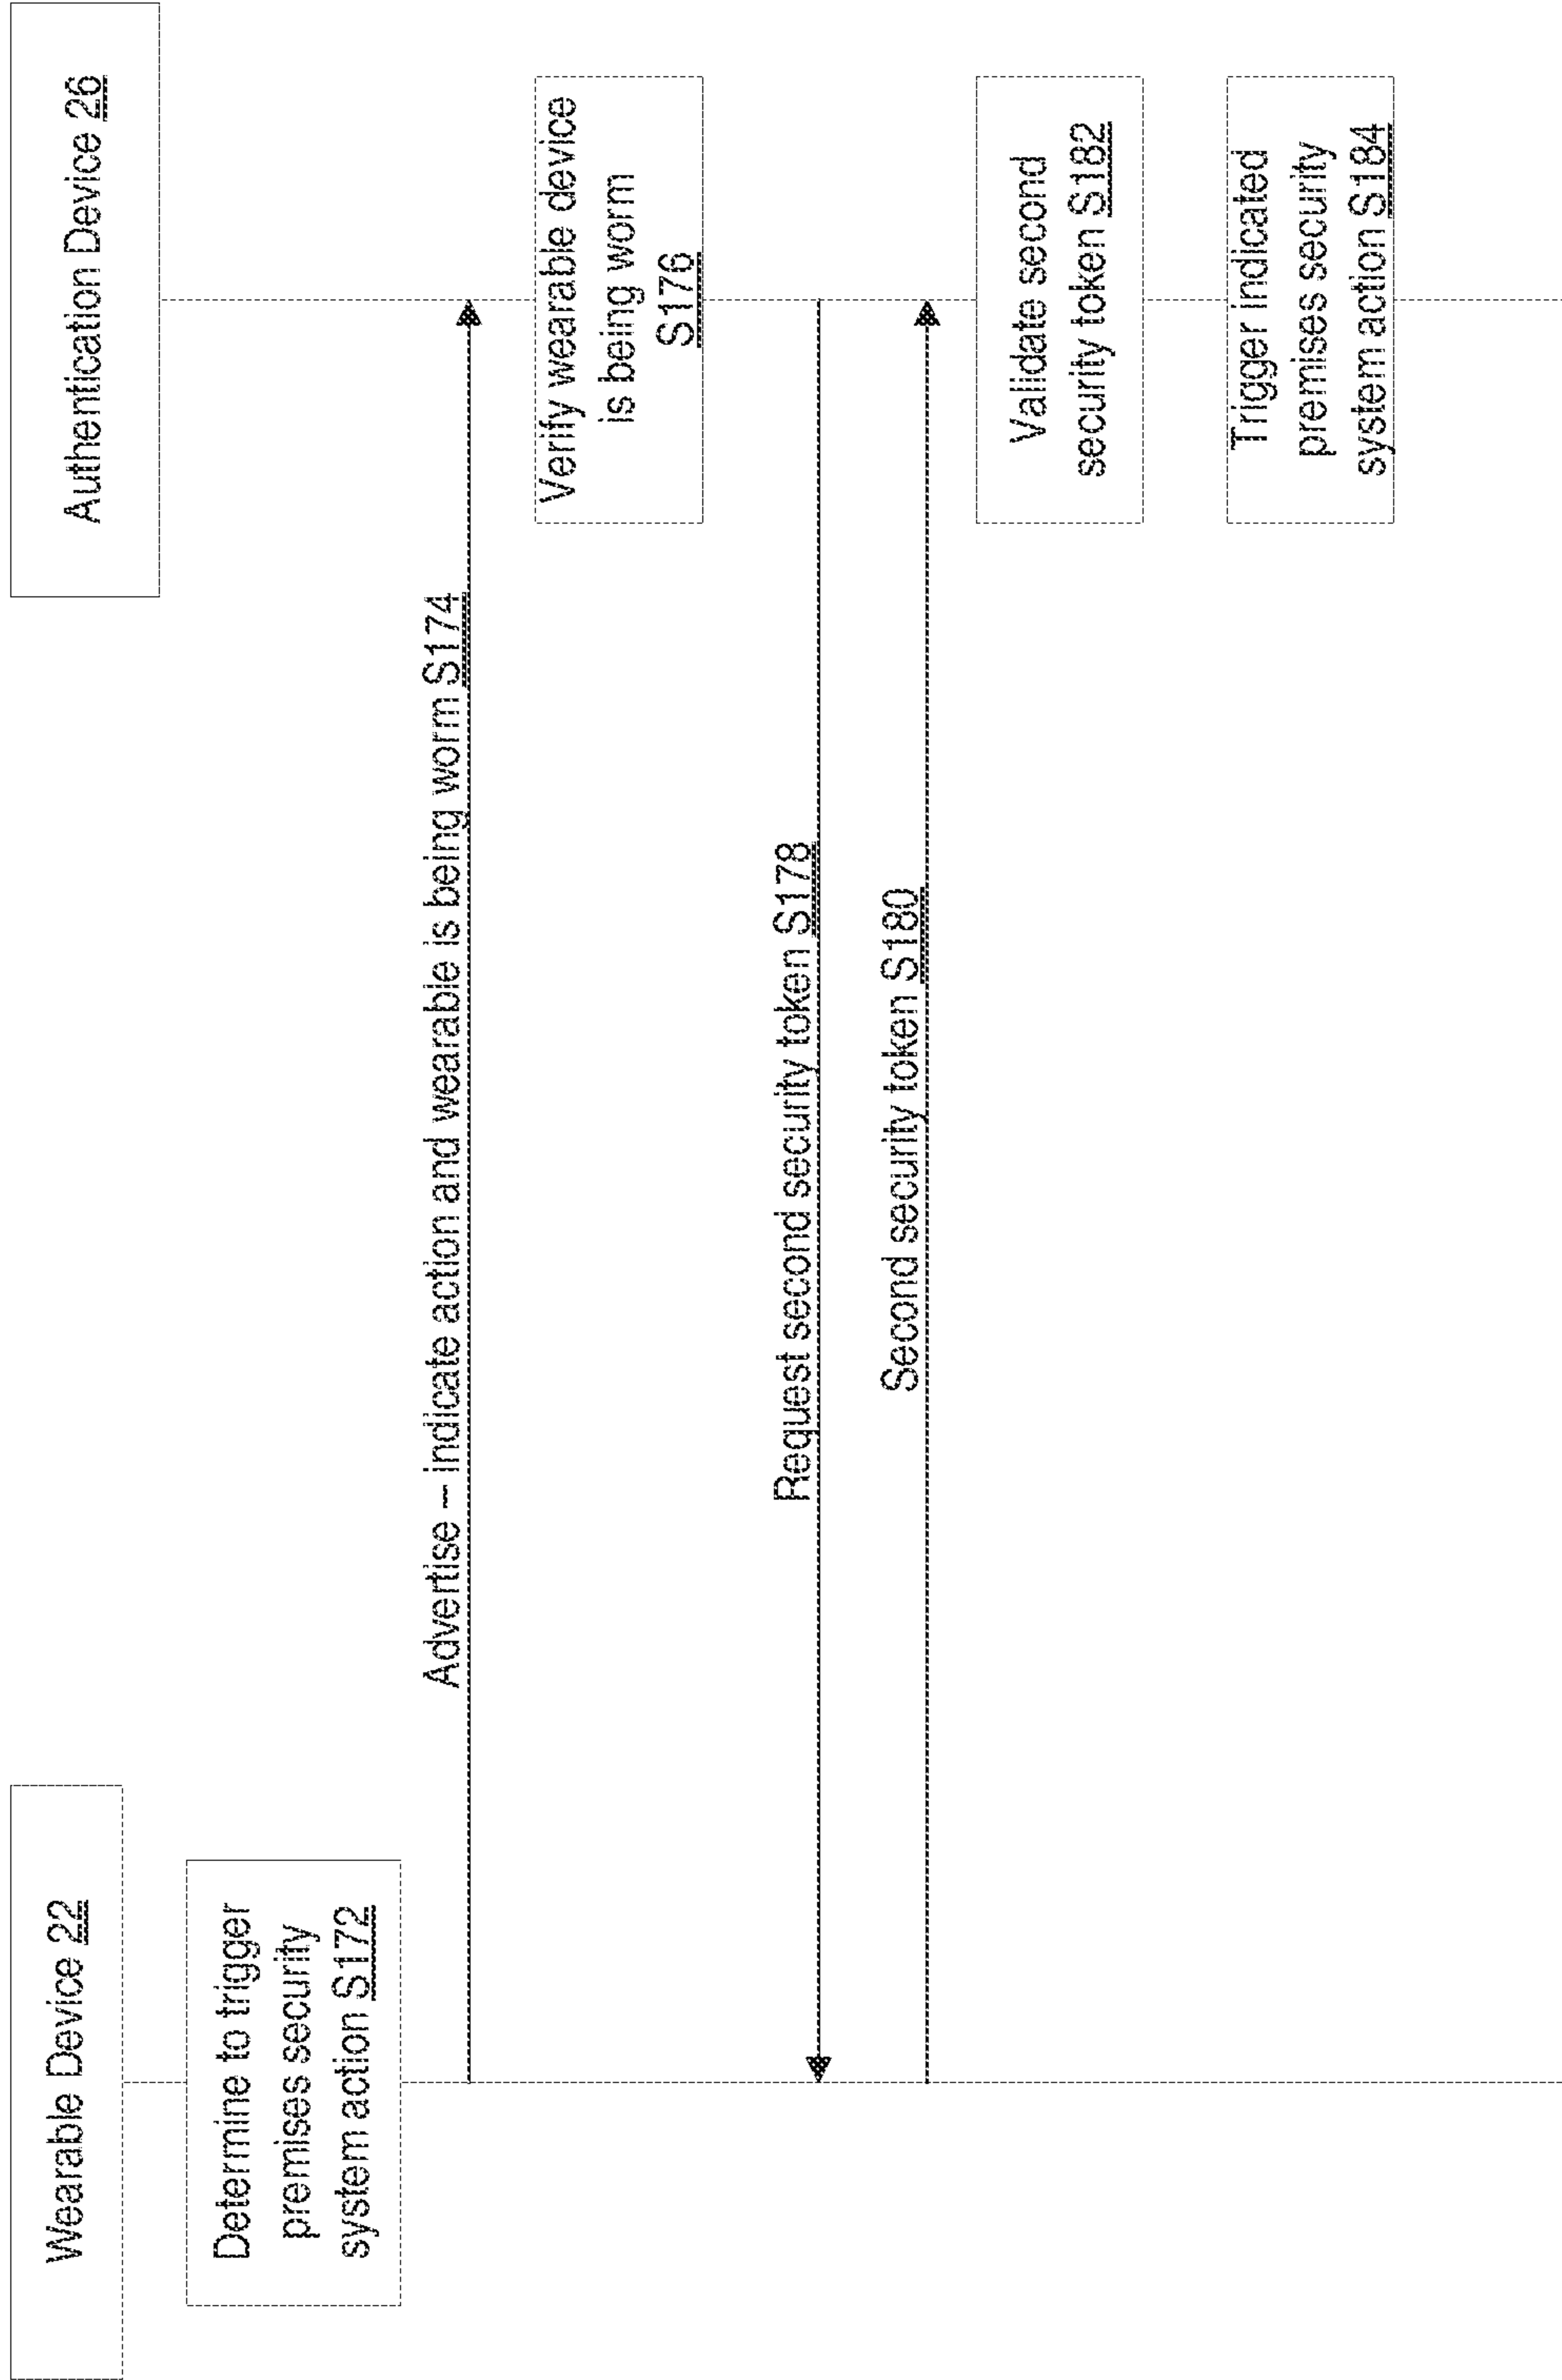 Wearable Device 22
Authentication Device 26
Determine to trigger
premises security
system action S172
Advertise – indicate action and wearable is being worm S174
Verify wearable device
is being worm
S176
Request second security token S178
Second security token S180
Validate second
security token S182
Trigger indicated
premises security
system action S184